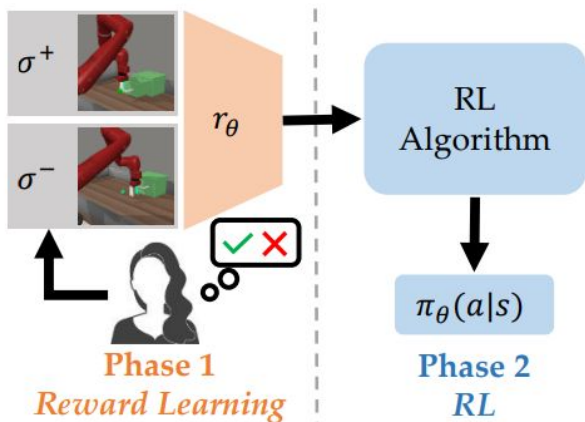 σ⁺
σ⁻
r_θ
RL
Algorithm
π_θ(a|s)
Phase 1
Reward Learning
Phase 2
RL